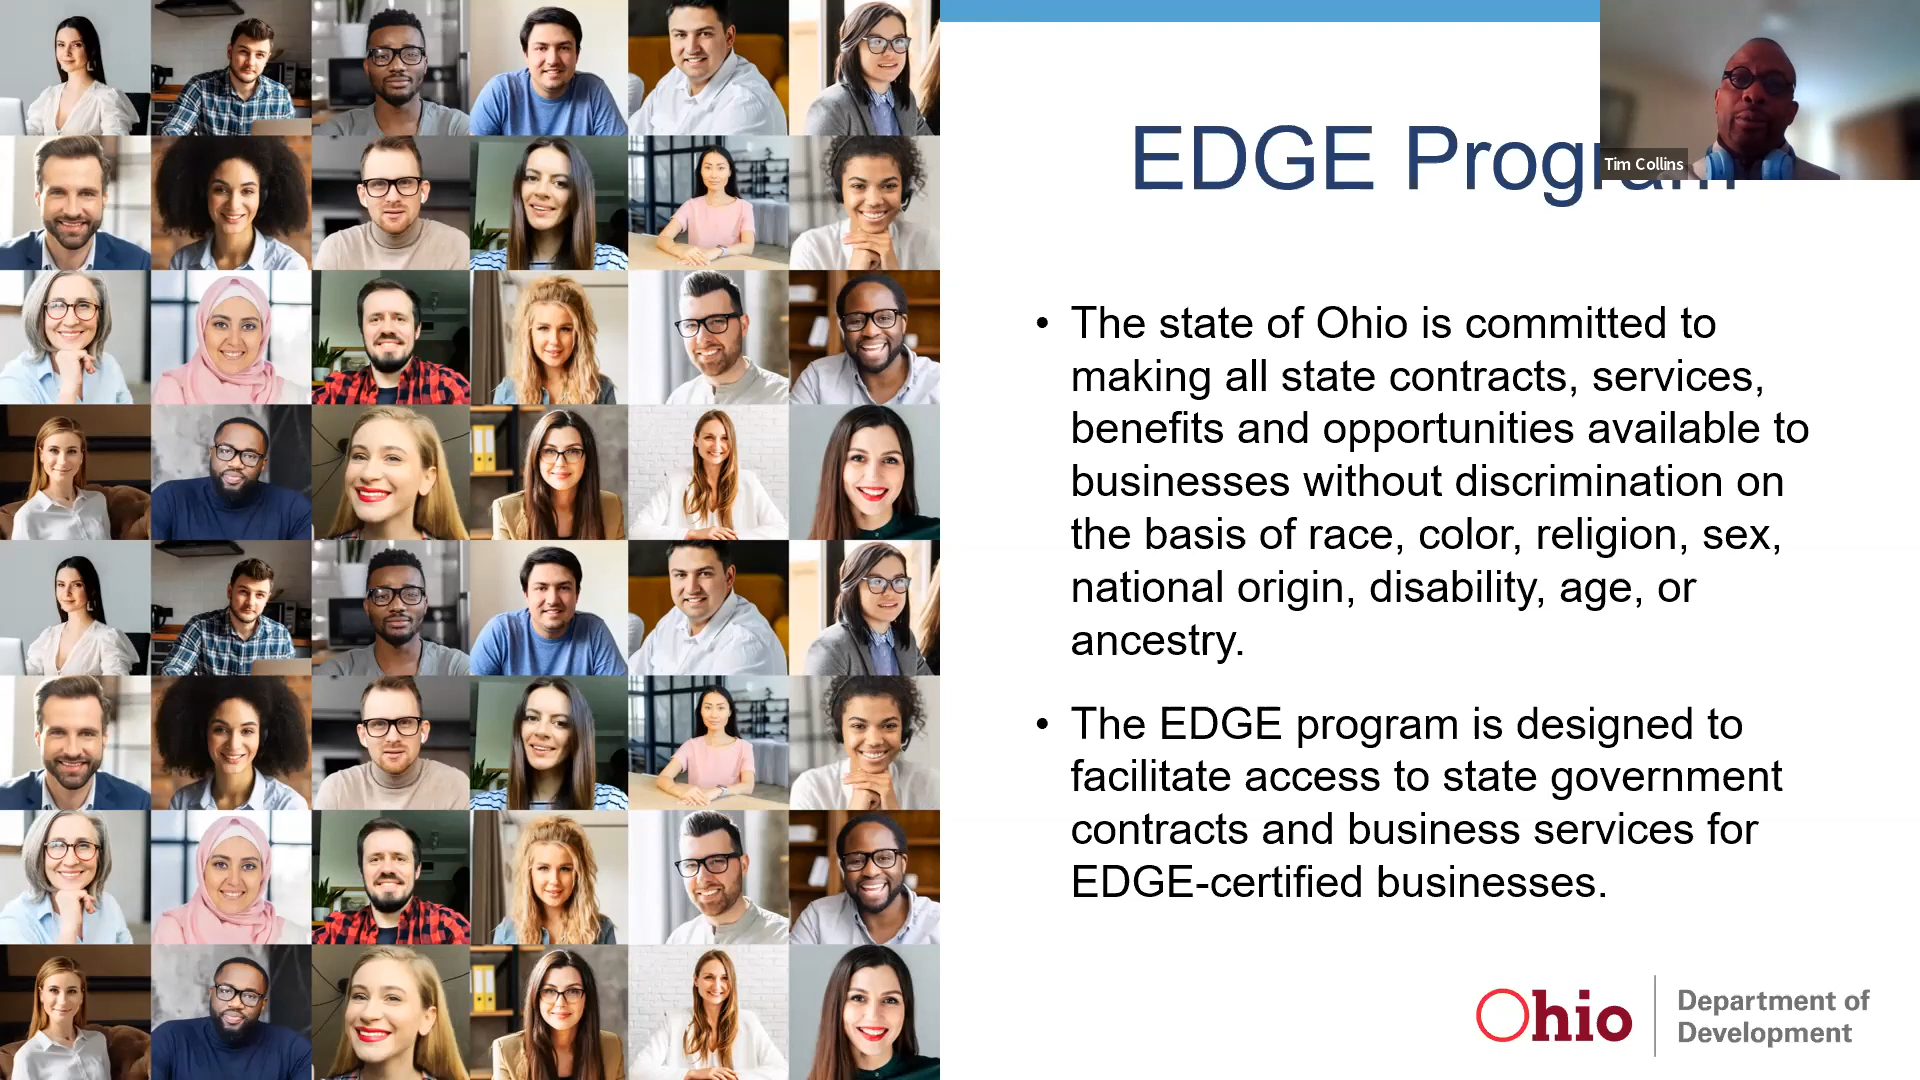 EDGE Program
Tim Collins
• The state of Ohio is committed to
making all state contracts, services,
benefits and opportunities available to
businesses without discrimination on
the basis of race, color, religion, sex,
national origin, disability, age, or
ancestry.
• The EDGE program is designed to
facilitate access to state government
contracts and business services for
EDGE-certified businesses.
Ohio
Department of
Development